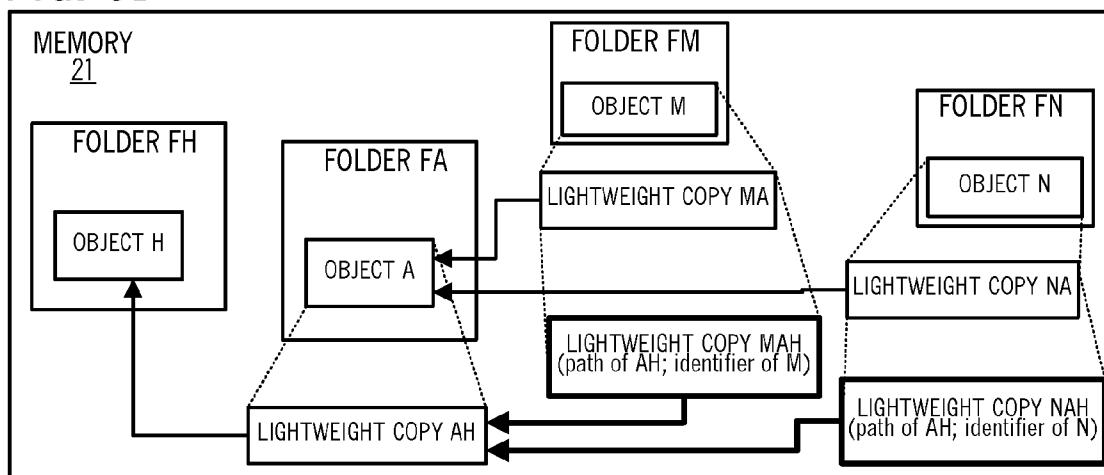 MEMORY
21
FOLDER FH
OBJECT H
FOLDER FA
OBJECT A
FOLDER FM
OBJECT M
LIGHTWEIGHT COPY MA
FOLDER FN
OBJECT N
LIGHTWEIGHT COPY NA
LIGHTWEIGHT COPY MAH
(path of AH; identifier of M)
LIGHTWEIGHT COPY AH
LIGHTWEIGHT COPY NAH
(path of AH; identifier of N)